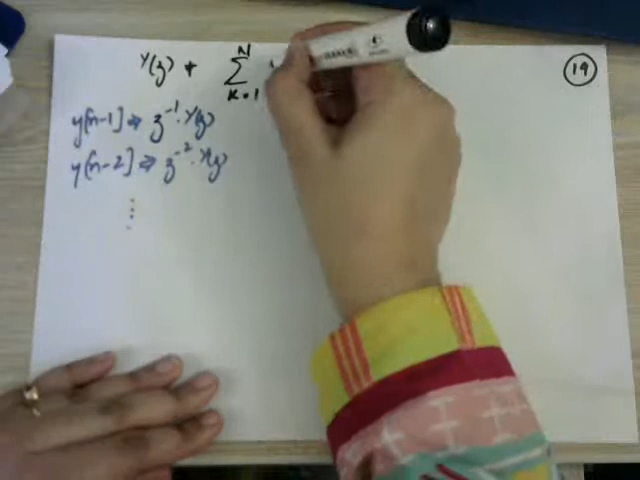 Y(z) + N
∑
K=1
19
y[n-1] ⇒ z⁻¹. Y(z)
y[n-2] ⇒ z⁻². Y(z)
⋮